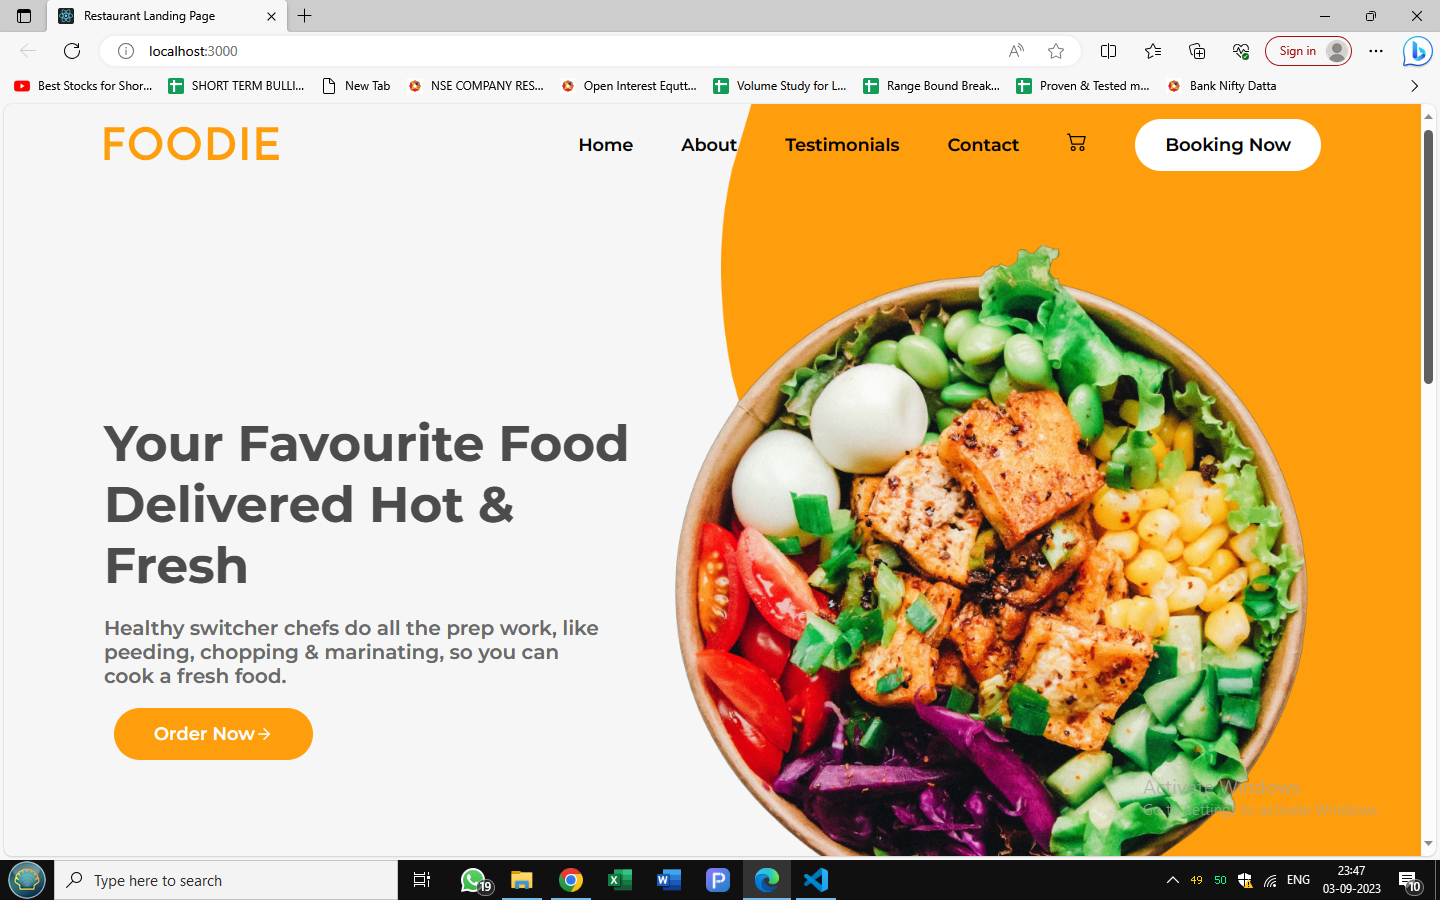 Restaurant Landing Page
localhost:3000
Sign in
Best Stocks for Shor...
SHORT TERM BULLI...
New Tab
NSE COMPANY RES...
Open Interest Equtt...
Volume Study for L...
Range Bound Break...
Proven & Tested m...
Bank Nifty Datta
FOODIE
Home
About
Testimonials
Contact
Booking Now
Your Favourite Food
Delivered Hot &
Fresh
Healthy switcher chefs do all the prep work, like
peeding, chopping & marinating, so you can
cook a fresh food.
Order Now
Activate Windows
Go to Settings to activate Windows.
Type here to search
19
49
50
ENG
23:47
03-09-2023
10